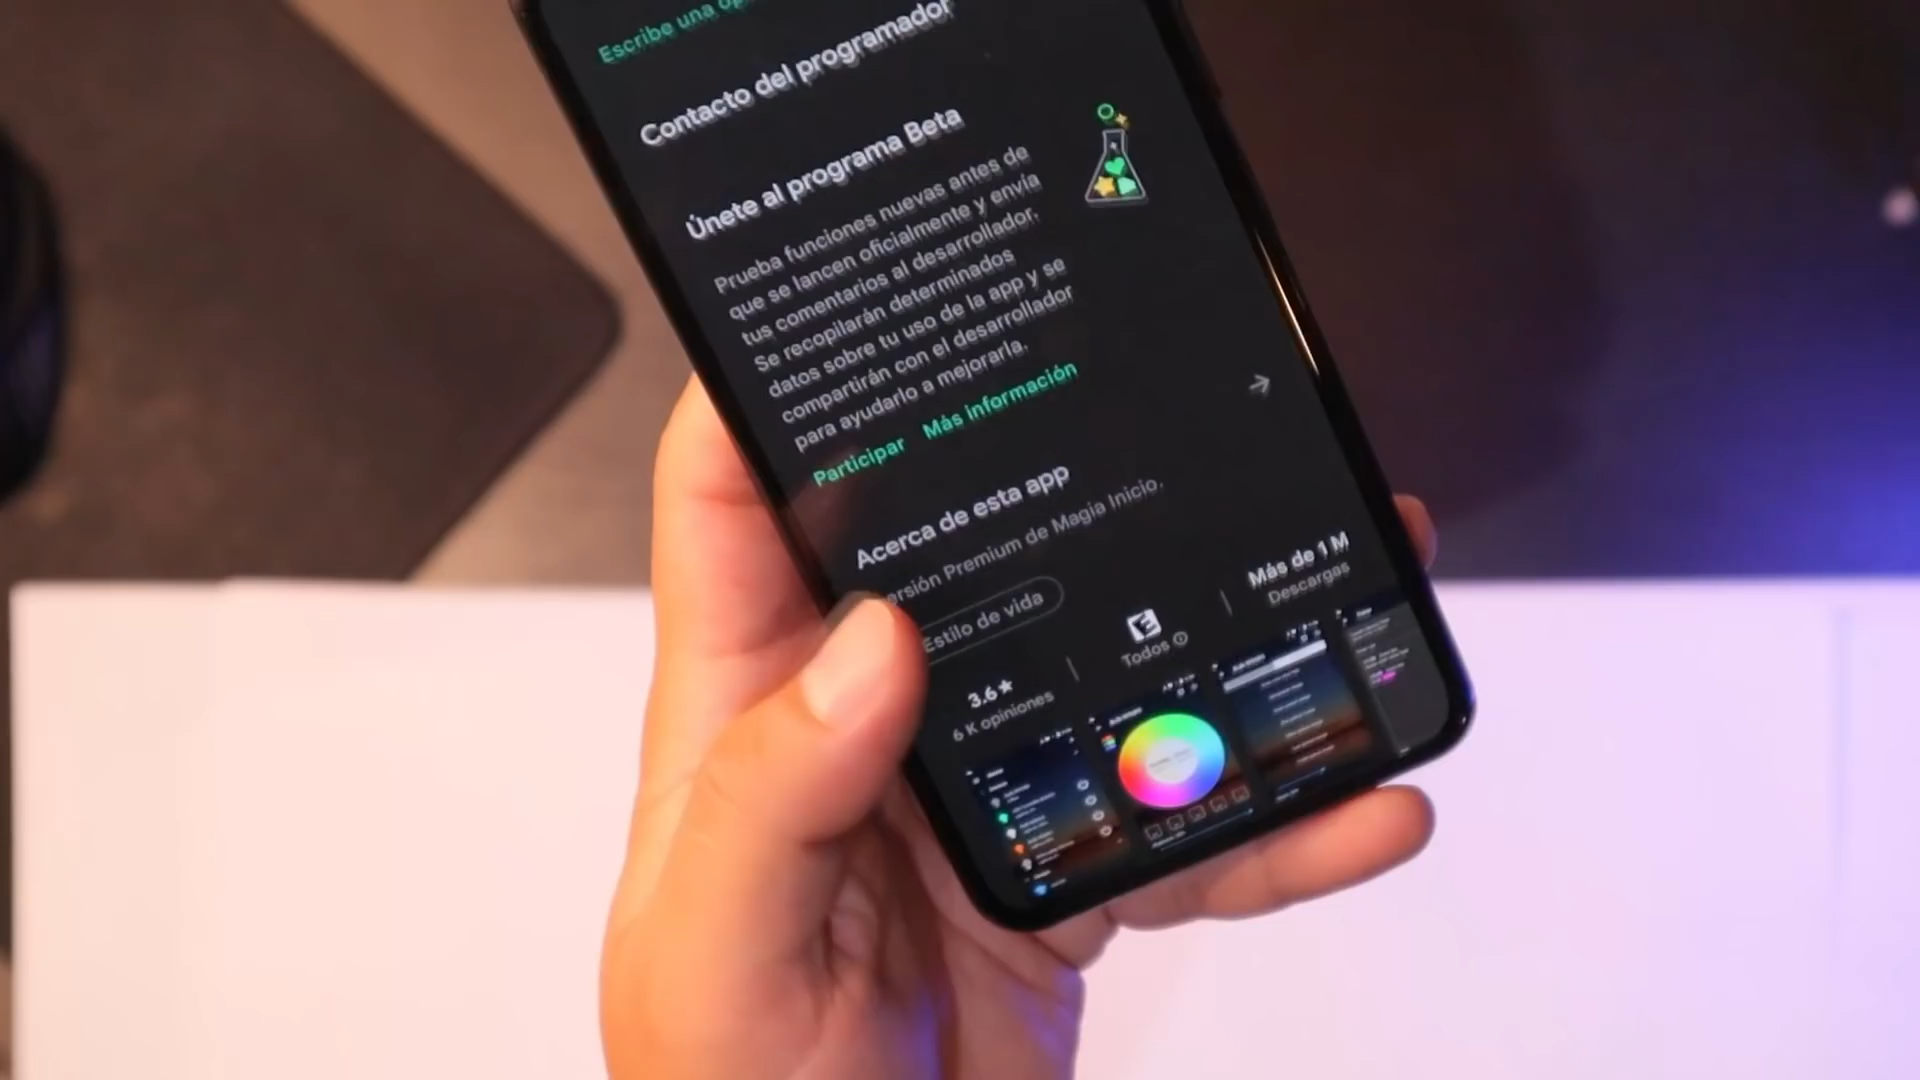 Escribe una
Contacto del programador
Únete al programa Beta
Prueba funciones nuevas antes de
que se lancen oficialmente y envía
tus comentarios al desarrollador.
Se recopilarán determinados
datos sobre tu uso de la app y se
compartirán con el desarrollador
para ayudarlo a mejorarla.
Participar Más información
Acerca de esta app
ersión Premium de Magia Inicio.
Estilo de vida
3.6★
6 K opiniones
E
Todos
Más de 1 M
Descargas